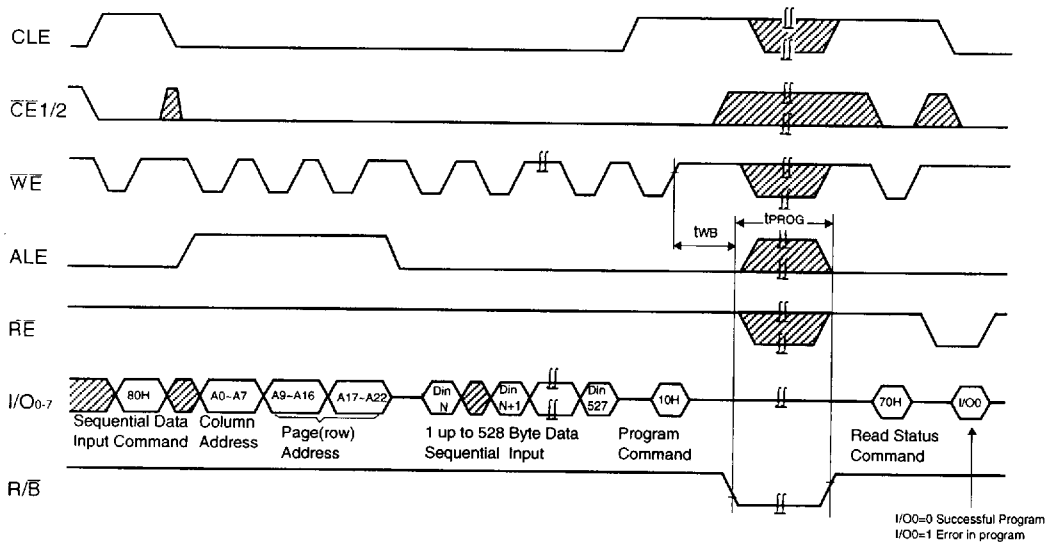 CLE
CE1/2
WE
tWB
tPROG
ALE
RE
I/O0-7
80H
A0~A7
A9~A16
A17~A22
Din N
Din N+1
Din 527
10H
70H
I/O0
Sequential Data
Input Command
Column
Address
Page(row)
Address
1 up to 528 Byte Data
Sequential Input
Program
Command
Read Status
Command
R/B
I/O0=0 Successful Program
I/O0=1 Error in program